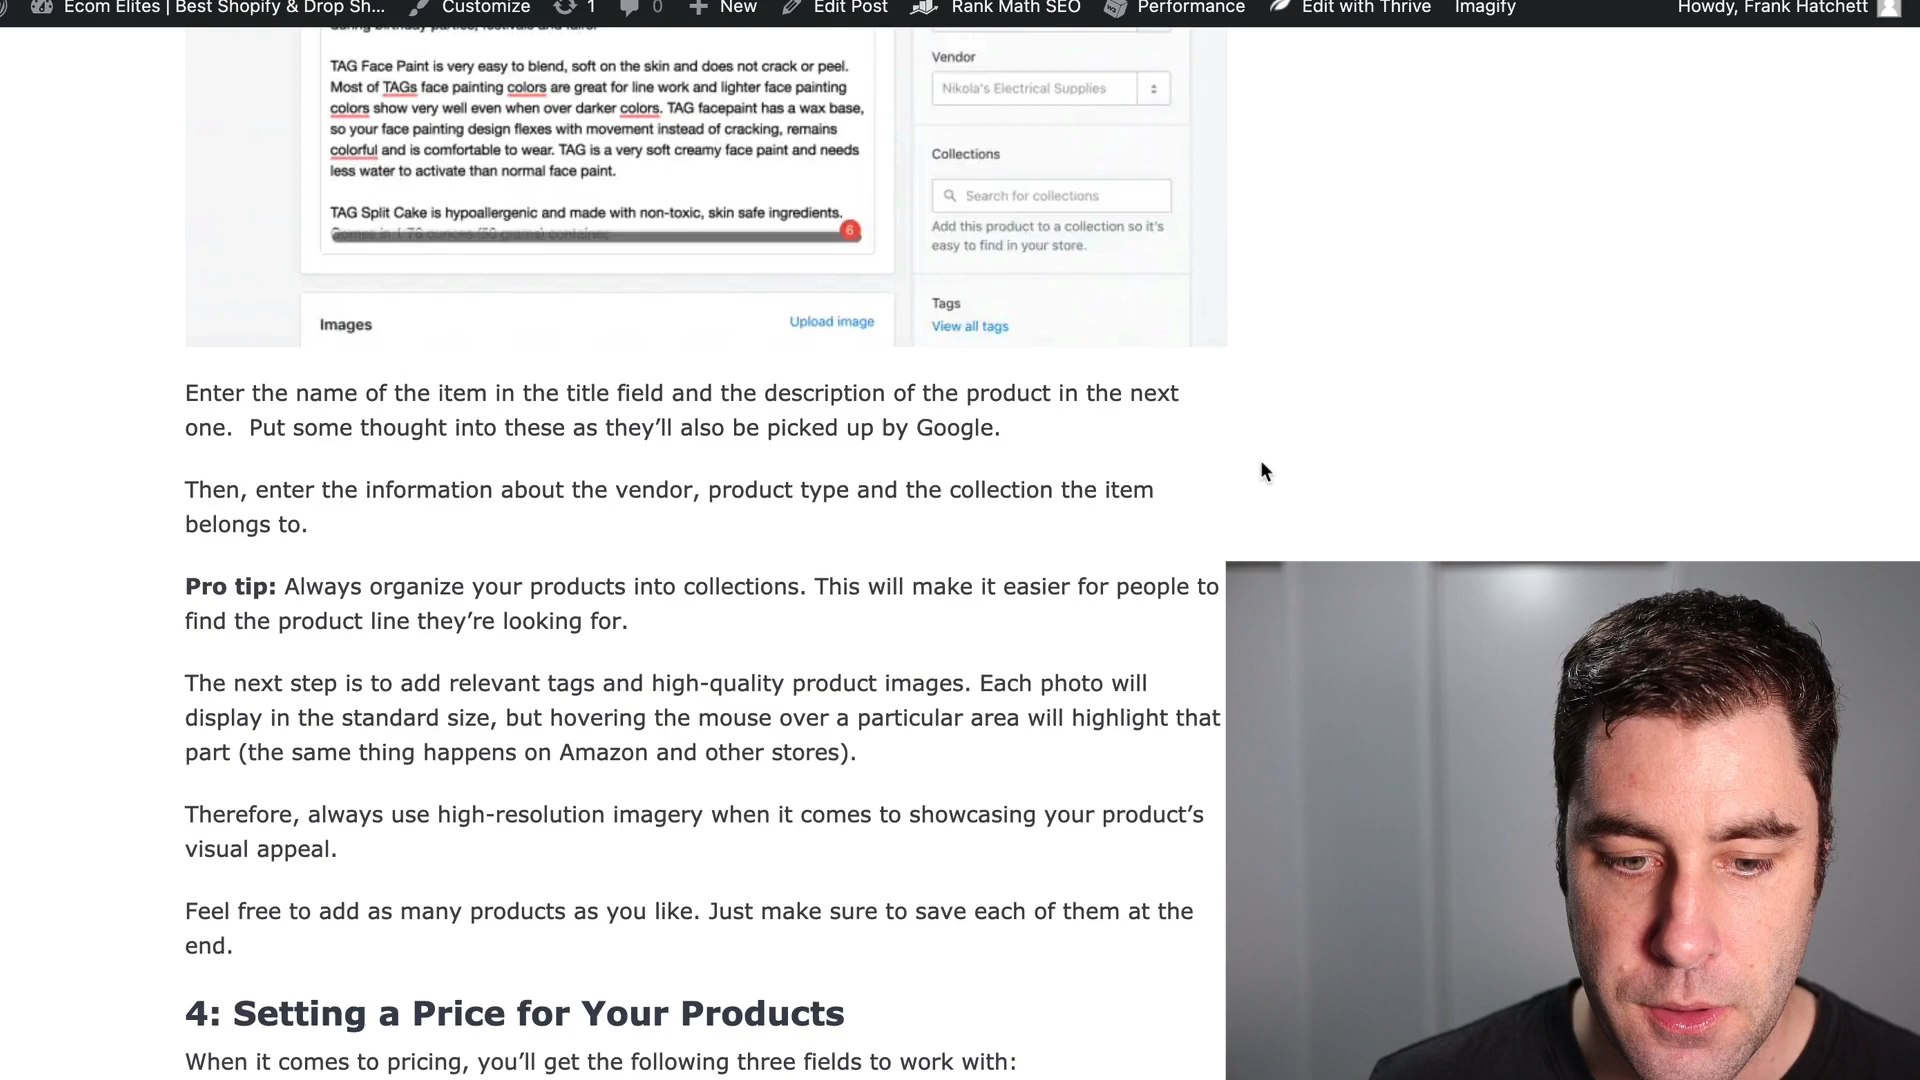 Ecom Elites | Best Shopify & Drop Sh... Customize 1 0 New Edit Post Rank Math SEO Performance Edit with Thrive Imagify Howdy, Frank Hatchett
during birthday parties, festivals and fairs.
TAG Face Paint is very easy to blend, soft on the skin and does not crack or peel.
Most of TAGs face painting colors are great for line work and lighter face painting
colors show very well even when over darker colors. TAG facepaint has a wax base,
so your face painting design flexes with movement instead of cracking, remains
colorful and is comfortable to wear. TAG is a very soft creamy face paint and needs
less water to activate than normal face paint.
TAG Split Cake is hypoallergenic and made with non-toxic, skin safe ingredients.
Comes in 1.76 ounces (50 grams) container.
6
Images
Upload image
Vendor
Nikola's Electrical Supplies
Collections
Search for collections
Add this product to a collection so it's
easy to find in your store.
Tags
View all tags
Enter the name of the item in the title field and the description of the product in the next
one.  Put some thought into these as they’ll also be picked up by Google.
Then, enter the information about the vendor, product type and the collection the item
belongs to.
Pro tip: Always organize your products into collections. This will make it easier for people to
find the product line they’re looking for.
The next step is to add relevant tags and high-quality product images. Each photo will
display in the standard size, but hovering the mouse over a particular area will highlight that
part (the same thing happens on Amazon and other stores).
Therefore, always use high-resolution imagery when it comes to showcasing your product’s
visual appeal.
Feel free to add as many products as you like. Just make sure to save each of them at the
end.
4: Setting a Price for Your Products
When it comes to pricing, you’ll get the following three fields to work with: